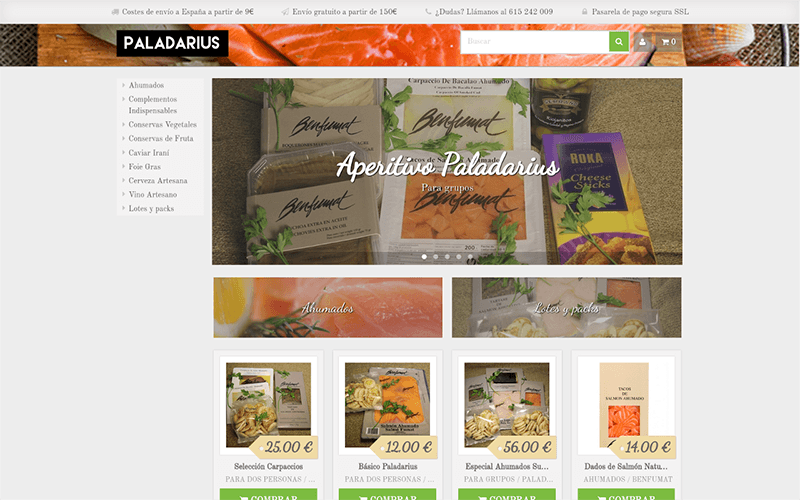 Costes de envío a España a partir de 9€
Envío gratuito a partir de 150€
¿Dudas? Llámanos al 615 242 009
Pasarela de pago segura SSL
PALADARIUS
Buscar
0
Ahumados
Complementos
Indispensables
Conservas Vegetales
Conservas de Fruta
Caviar Iraní
Foie Gras
Cerveza Artesana
Vino Artesano
Lotes y packs
Carpaccio De Bacalao Ahumado
Benfumat
Benfumat
Tacos de Salmón Ahumado
ROKA
Cheese
Sticks
Aperitivo Paladarius
Para grupos
Benfumat
Benfumat
200
Ahumados
Lotes y packs
TACOS
DE
SALMON AHUMADO
25.00 €
12.00 €
56.00 €
14.00 €
Selección Carpaccios
Básico Paladarius
Especial Ahumados Su...
Dados de Salmón Natu...
PARA DOS PERSONAS / ...
PARA DOS PERSONAS / ...
PARA GRUPOS / PALAD...
AHUMADOS / BENFUMAT
COMPRAR
COMPRAR
COMPRAR
COMPRAR